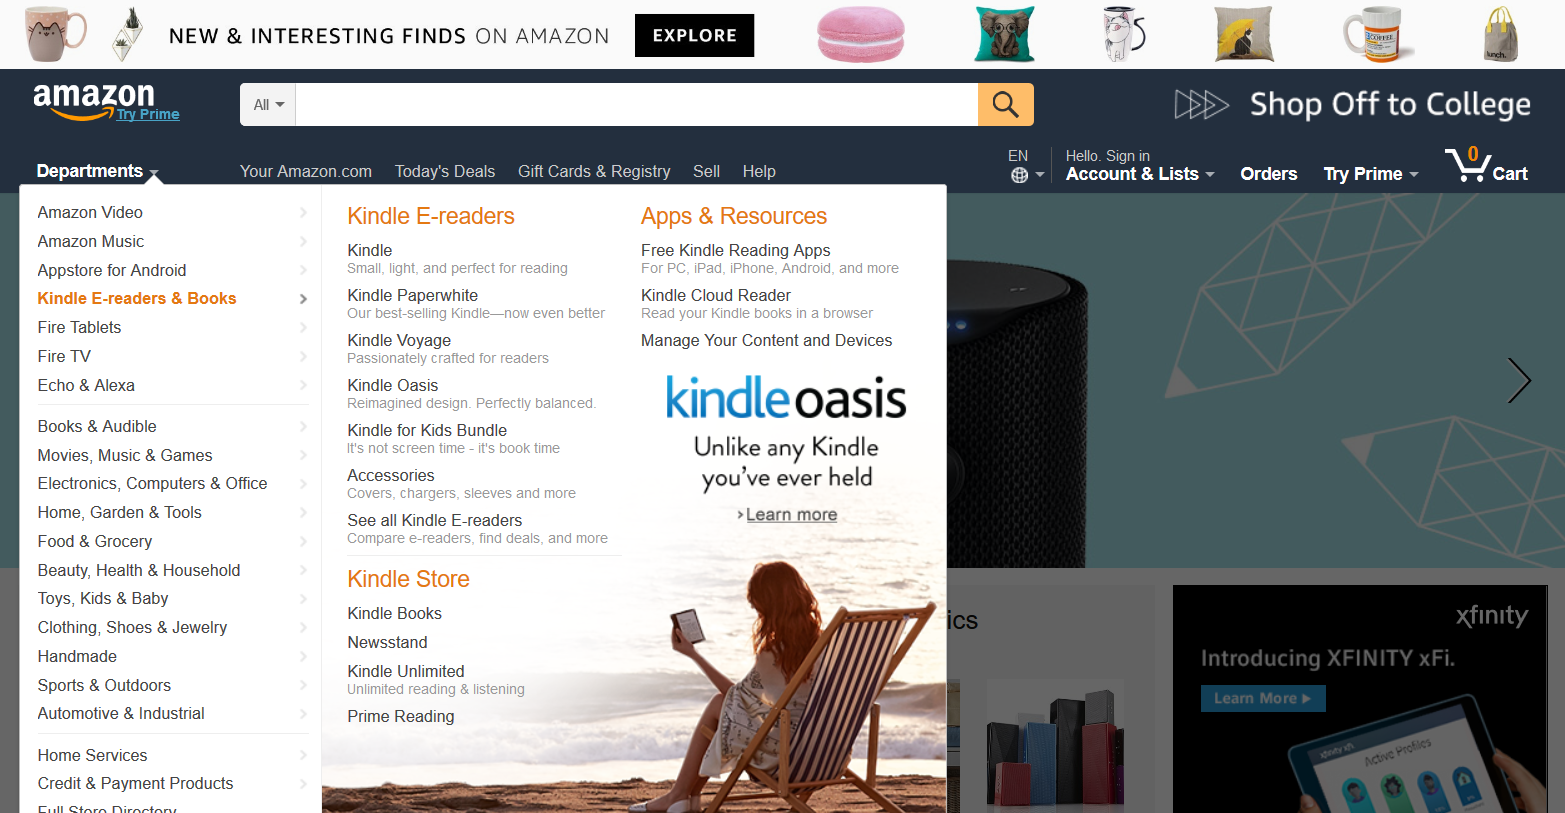 NEW & INTERESTING FINDS ON AMAZON
EXPLORE
COFFEE
lunch.
amazon
Try Prime
All
Shop Off to College
Departments
Your Amazon.com
Today's Deals
Gift Cards & Registry
Sell
Help
EN
Hello. Sign in
Account & Lists
Orders
Try Prime
0
Cart
Amazon Video
Amazon Music
Appstore for Android
Kindle E-readers & Books
Fire Tablets
Fire TV
Echo & Alexa
Books & Audible
Movies, Music & Games
Electronics, Computers & Office
Home, Garden & Tools
Food & Grocery
Beauty, Health & Household
Toys, Kids & Baby
Clothing, Shoes & Jewelry
Handmade
Sports & Outdoors
Automotive & Industrial
Home Services
Credit & Payment Products
Full Store Directory
Kindle E-readers
Kindle
Small, light, and perfect for reading
Kindle Paperwhite
Our best-selling Kindle—now even better
Kindle Voyage
Passionately crafted for readers
Kindle Oasis
Reimagined design. Perfectly balanced.
Kindle for Kids Bundle
It's not screen time - it's book time
Accessories
Covers, chargers, sleeves and more
See all Kindle E-readers
Compare e-readers, find deals, and more
Kindle Store
Kindle Books
Newsstand
Kindle Unlimited
Unlimited reading & listening
Prime Reading
Apps & Resources
Free Kindle Reading Apps
For PC, iPad, iPhone, Android, and more
Kindle Cloud Reader
Read your Kindle books in a browser
Manage Your Content and Devices
kindle oasis
Unlike any Kindle
you've ever held
Learn more
ics
xfinity
Introducing XFINITY xFi.
Learn More
xfinity xfi
Active Profiles